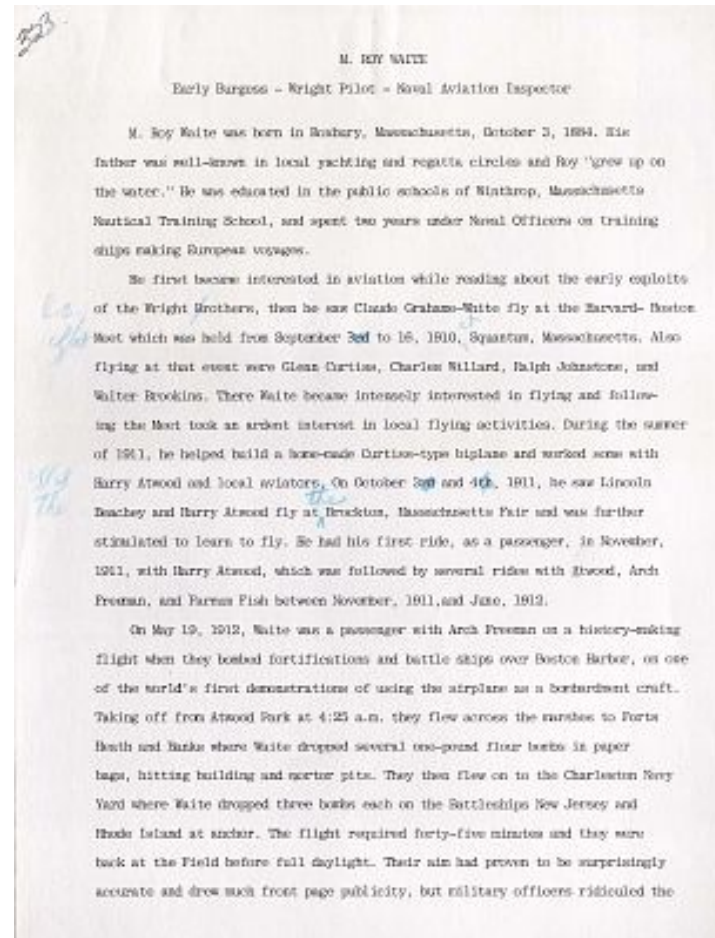 323
M. ROY WAITE
Early Burgess - Wright Pilot - Naval Aviation Inspector
M. Roy Waite was born in Roxbury, Massachusetts, October 3, 1884. His
father was well-known in local yachting and regatta circles and Roy "grew up on
the water." He was educated in the public schools of Winthrop, Massachusetts
Nautical Training School, and spent two years under Naval Officers on training
ships making European voyages.
He first became interested in aviation while reading about the early exploits
of the Wright Brothers, then he saw Claude Grahame-White fly at the Harvard- Boston
Meet which was held from September 3rd to 16, 1910, Squantum, Massachusetts. Also
flying at that event were Glenn Curtiss, Charles Willard, Ralph Johnstone, and
Walter Brookins. There Waite became intensely interested in flying and follow-
ing the Meet took an ardent interest in local flying activities. During the summer
of 1911, he helped build a home-made Curtiss-type biplane and worked some with
Harry Atwood and local aviators. On October 3rd and 4th, 1911, he saw Lincoln
the
Beachey and Harry Atwood fly at Brockton, Massachusetts Fair and was further
The
stimulated to learn to fly. He had his first ride, as a passenger, in November,
1911, with Harry Atwood, which was followed by several rides with Atwood, Arch
Freeman, and Farnum Fish between November, 1911,and June, 1912.
On May 19, 1912, Waite was a passenger with Arch Freeman on a history-making
flight when they bombed fortifications and battle ships over Boston Harbor, on one
of the world's first demonstrations of using the airplane as a bombardment craft.
Taking off from Atwood Park at 4:25 a.m. they flew across the marshes to Forts
Heath and Banks where Waite dropped several one-pound flour bombs in paper
bags, hitting building and mortar pits. They then flew on to the Charleston Navy
Yard where Waite dropped three bombs each on the Battleships New Jersey and
Rhode Island at anchor. The flight required forty-five minutes and they were
back at the Field before full daylight. Their aim had proven to be surprisingly
accurate and drew much front page publicity, but military officers ridiculed the